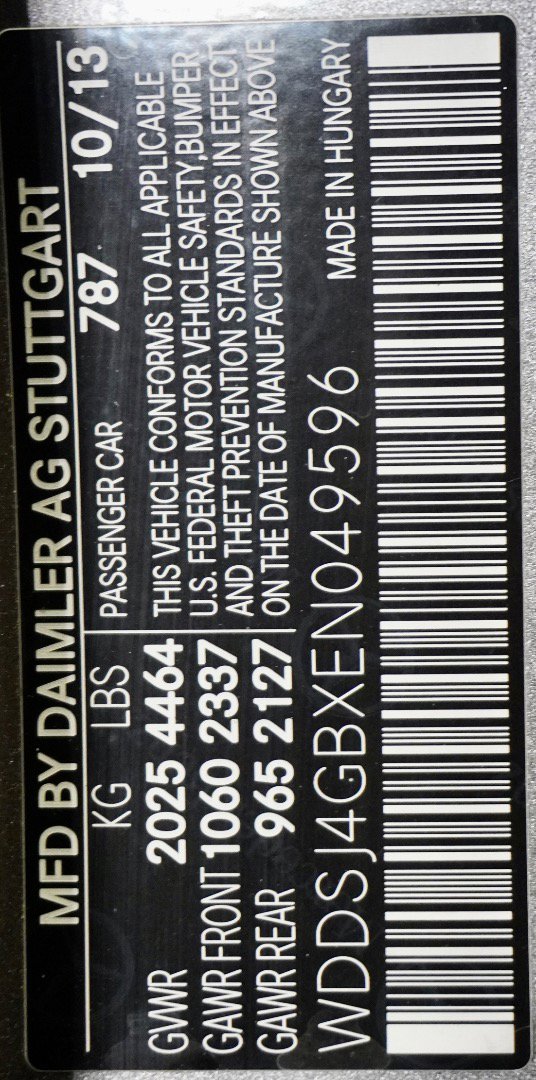 MFD BY DAIMLER AG STUTTGART
KG LBS PASSENGER CAR 787 10/13
GVWR 2025 4464 THIS VEHICLE CONFORMS TO ALL APPLICABLE
GAWR FRONT 1060 2337 U.S. FEDERAL MOTOR VEHICLE SAFETY,BUMPER
GAWR REAR 965 2127 AND THEFT PREVENTION STANDARDS IN EFFECT
ON THE DATE OF MANUFACTURE SHOWN ABOVE
WDDSJ4GBXEN049596 MADE IN HUNGARY